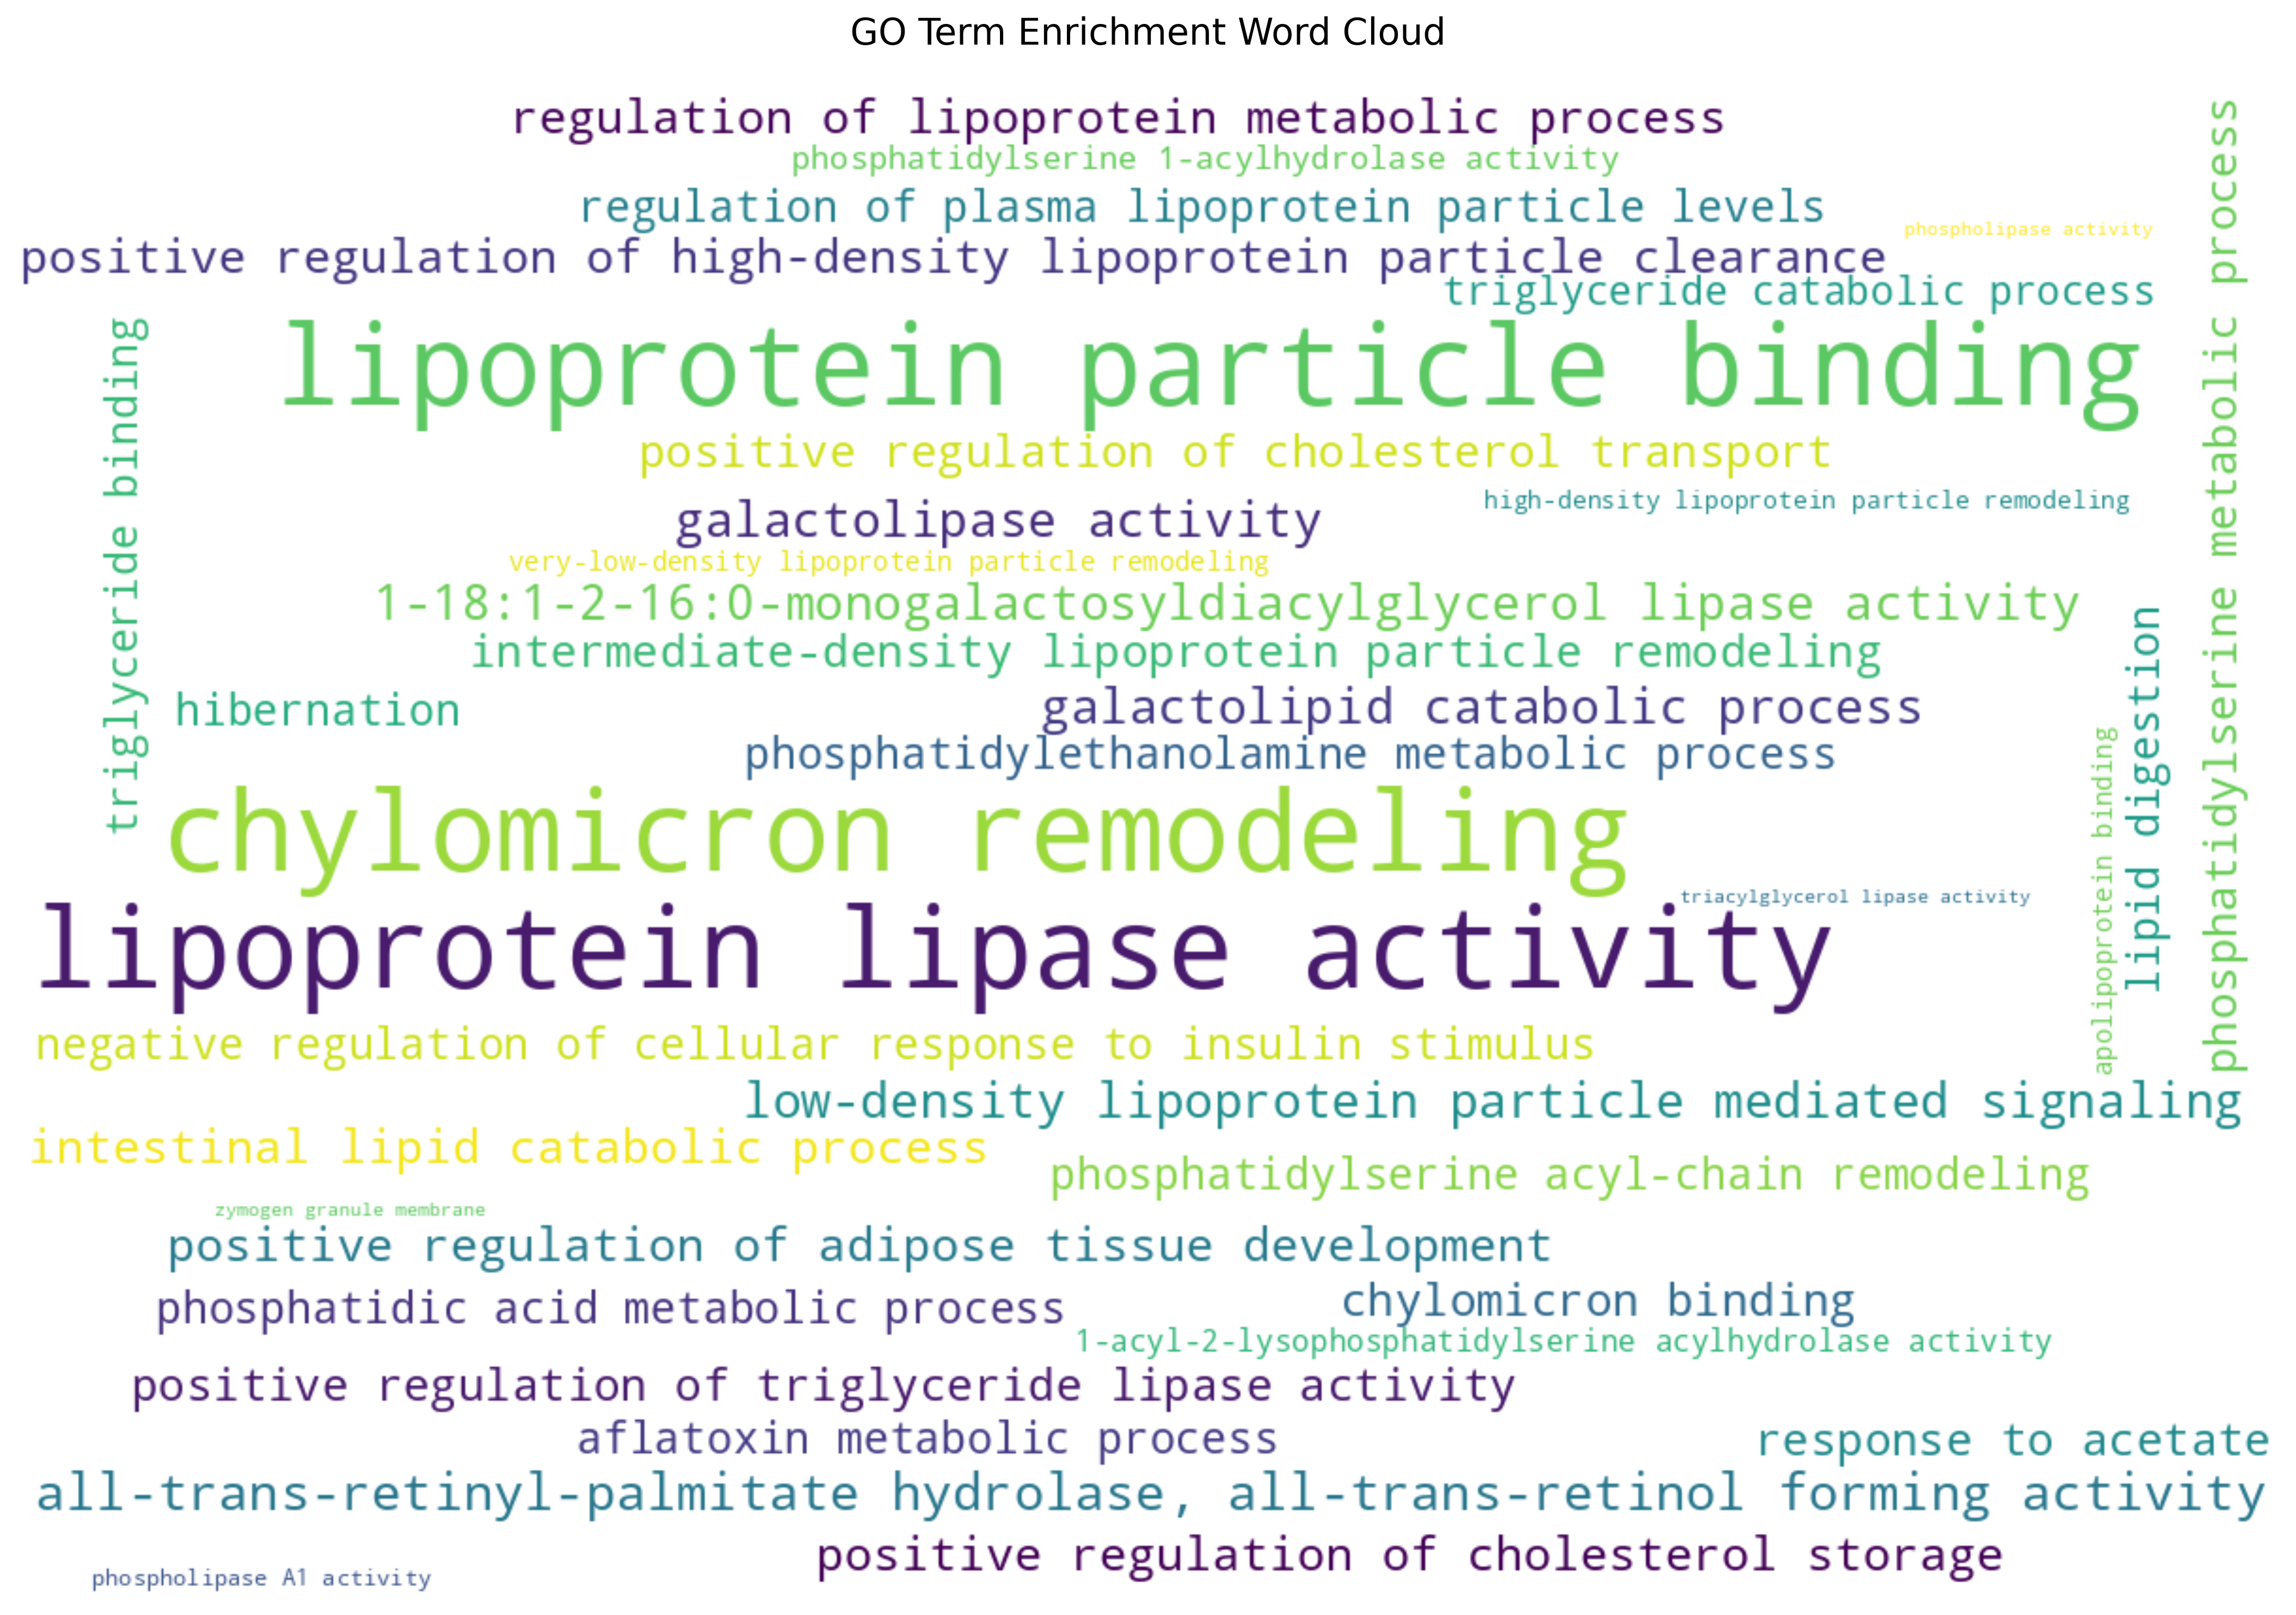 GO Term Enrichment Word Cloud
regulation of lipoprotein metabolic process
phosphatidylserine 1-acylhydrolase activity
regulation of plasma lipoprotein particle levels
phospholipase activity
positive regulation of high-density lipoprotein particle clearance
triglyceride catabolic process
lipoprotein particle binding
positive regulation of cholesterol transport
high-density lipoprotein particle remodeling
galactolipase activity
very-low-density lipoprotein particle remodeling
1-18:1-2-16:0-monogalactosyldiacylglycerol lipase activity
intermediate-density lipoprotein particle remodeling
triglyceride binding
hibernation
galactolipid catabolic process
phosphatidylethanolamine metabolic process
chylomicron remodeling
triacylglycerol lipase activity
lipoprotein lipase activity
apolipoprotein binding
lipid digestion
phosphatidylserine metabolic process
negative regulation of cellular response to insulin stimulus
low-density lipoprotein particle mediated signaling
intestinal lipid catabolic process
phosphatidylserine acyl-chain remodeling
zymogen granule membrane
positive regulation of adipose tissue development
phosphatidic acid metabolic process
chylomicron binding
1-acyl-2-lysophosphatidylserine acylhydrolase activity
positive regulation of triglyceride lipase activity
aflatoxin metabolic process
response to acetate
all-trans-retinyl-palmitate hydrolase, all-trans-retinol forming activity
positive regulation of cholesterol storage
phospholipase A1 activity